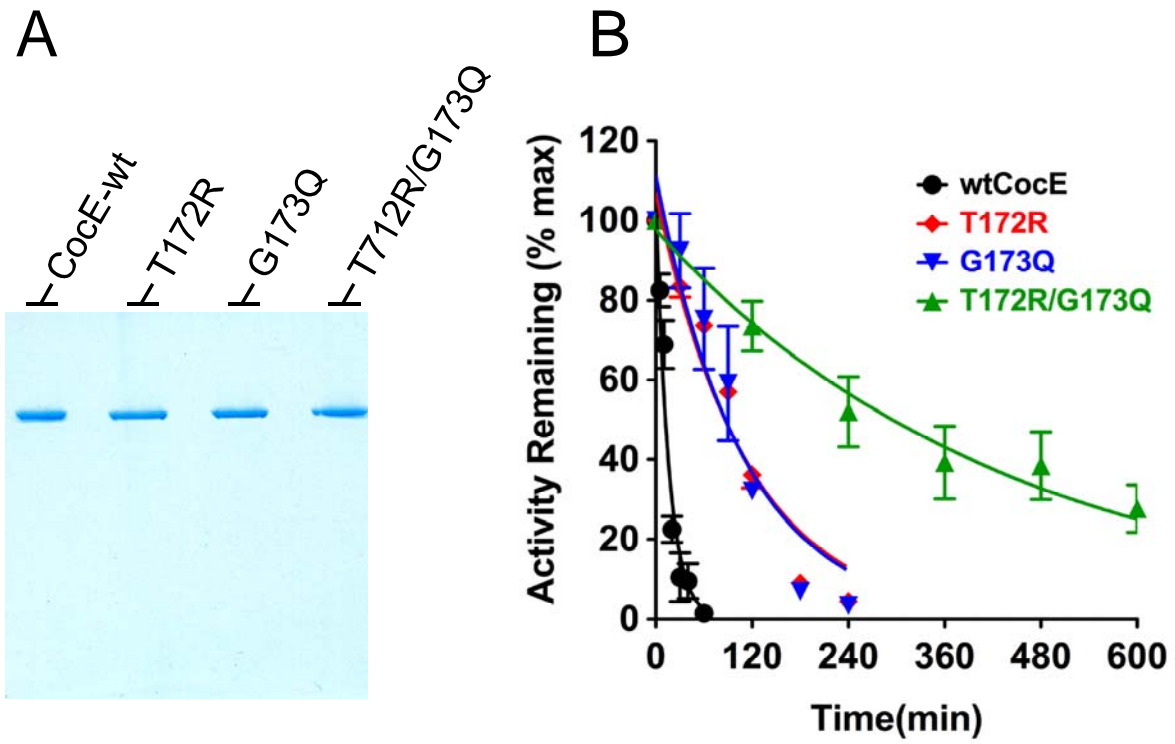 A
CocE-wt
T172R
G173Q
T712R/G173Q
B
Activity Remaining (% max)
120
100
80
60
40
20
0
wtCocE
T172R
G173Q
T172R/G173Q
0 120 240 360 480 600
Time(min)